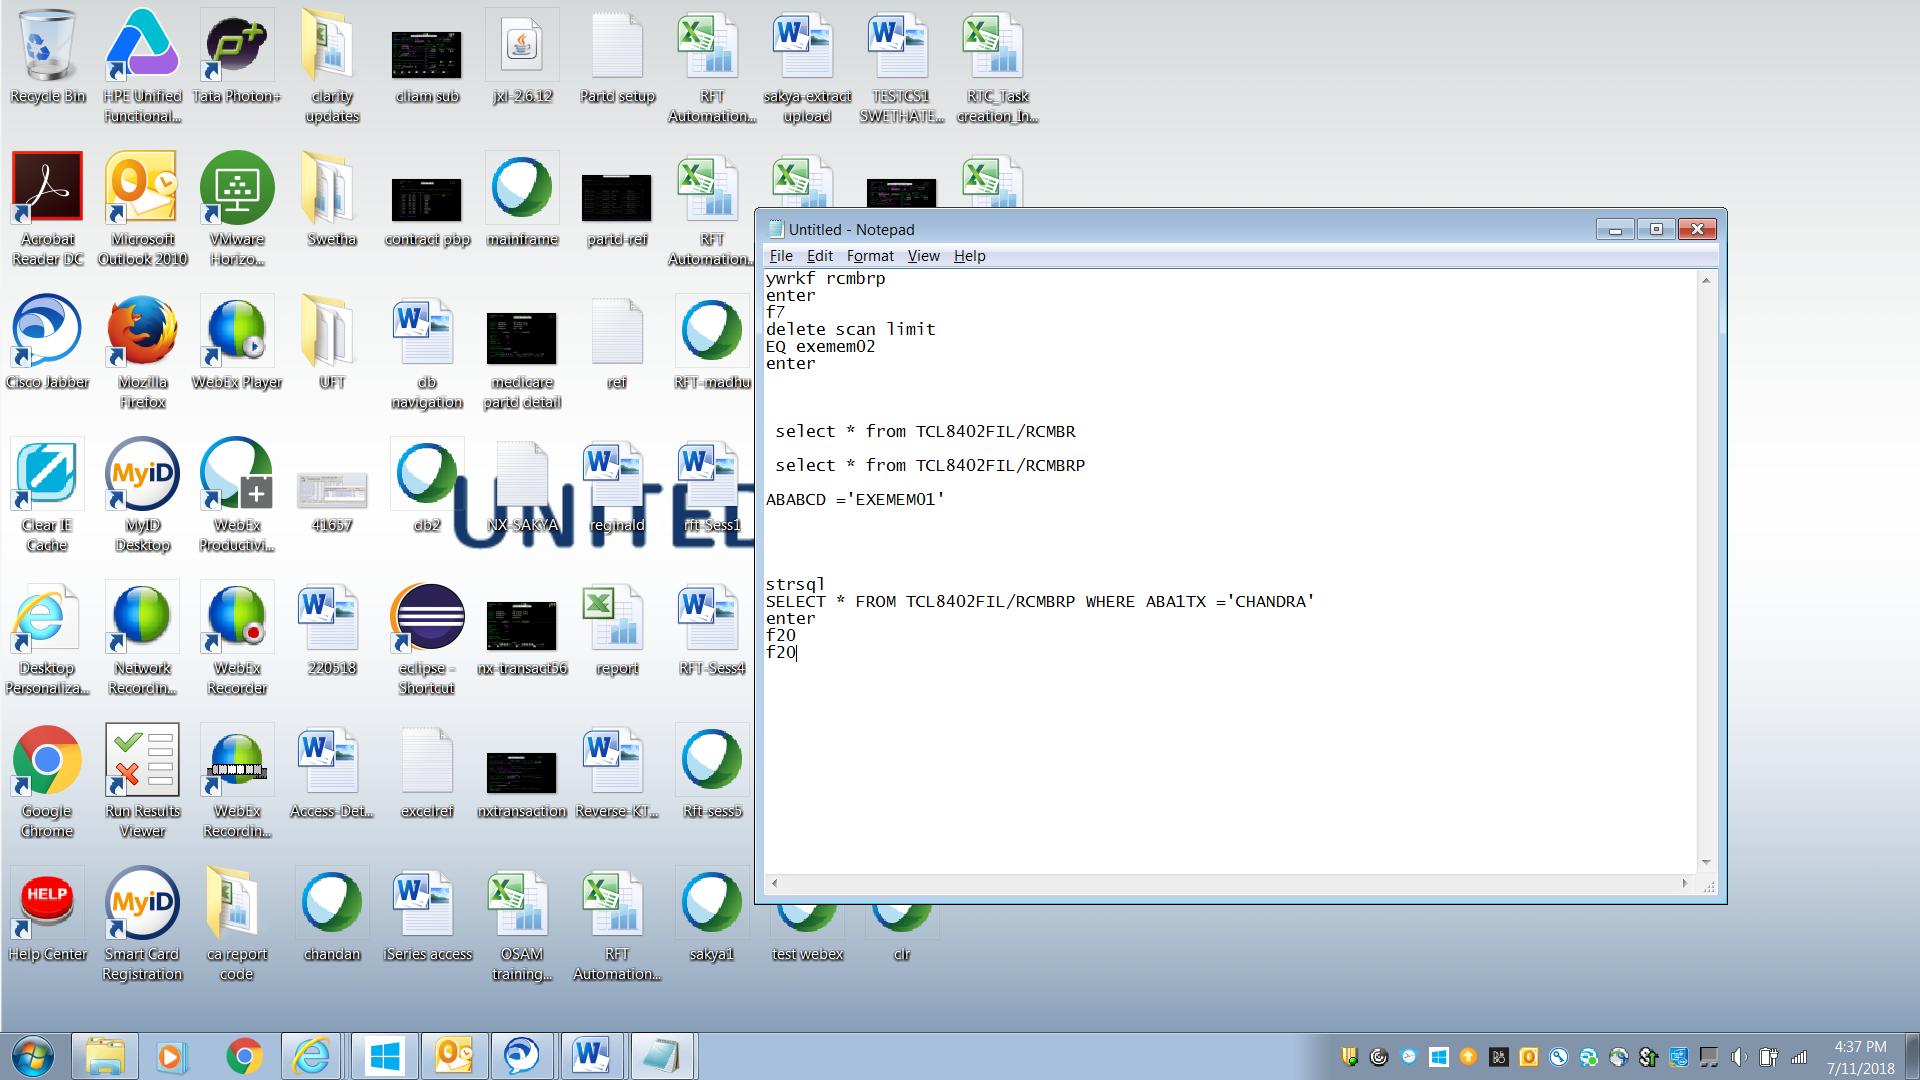 Recycle Bin
HPE Unified
Functional...
Tata Photon+
clarity
updates
cliam sub
jxl-2.6.12
Partd setup
RFT
Automation...
sakya-extract
upload
TESTCS1
SWETHATE...
RTC_Task
creation_In...
Acrobat
Reader DC
Microsoft
Outlook 2010
VMware
Horizo...
Swetha
contract pbp
mainframe
partd-ref
RFT
Automation...
Cisco Jabber
Mozilla
Firefox
WebEx Player
UFT
db
navigation
medicare
partd detail
ref
RFT-madhu
Clear IE
Cache
MyID
MyID
Desktop
WebEx
Productivi...
41657
db2
NX-SAKYA
reginald
rft-Sess1
UNITED
Desktop
Personaliza...
Network
Recordin...
WebEx
Recorder
220518
eclipse -
Shortcut
nx-transact56
report
RFT-Sess4
Google
Chrome
Run Results
Viewer
WebEx
Recordin...
Access-Det...
excelref
nxtransaction
Reverse-KT...
Rft-sess5
HELP
Help Center
MyID
Smart Card
Registration
ca report
code
chandan
iSeries access
OSAM
training...
RFT
Automation...
sakya1
test webex
clr
Untitled - Notepad
File Edit Format View Help
ywrkf rcmbrp
enter
f7
delete scan limit
EQ exemem02
enter
select * from TCL8402FIL/RCMBR
select * from TCL8402FIL/RCMBRP
ABABCD ='EXEMEM01'
strsql
SELECT * FROM TCL8402FIL/RCMBRP WHERE ABA1TX ='CHANDRA'
enter
f20
f20
4:37 PM
7/11/2018